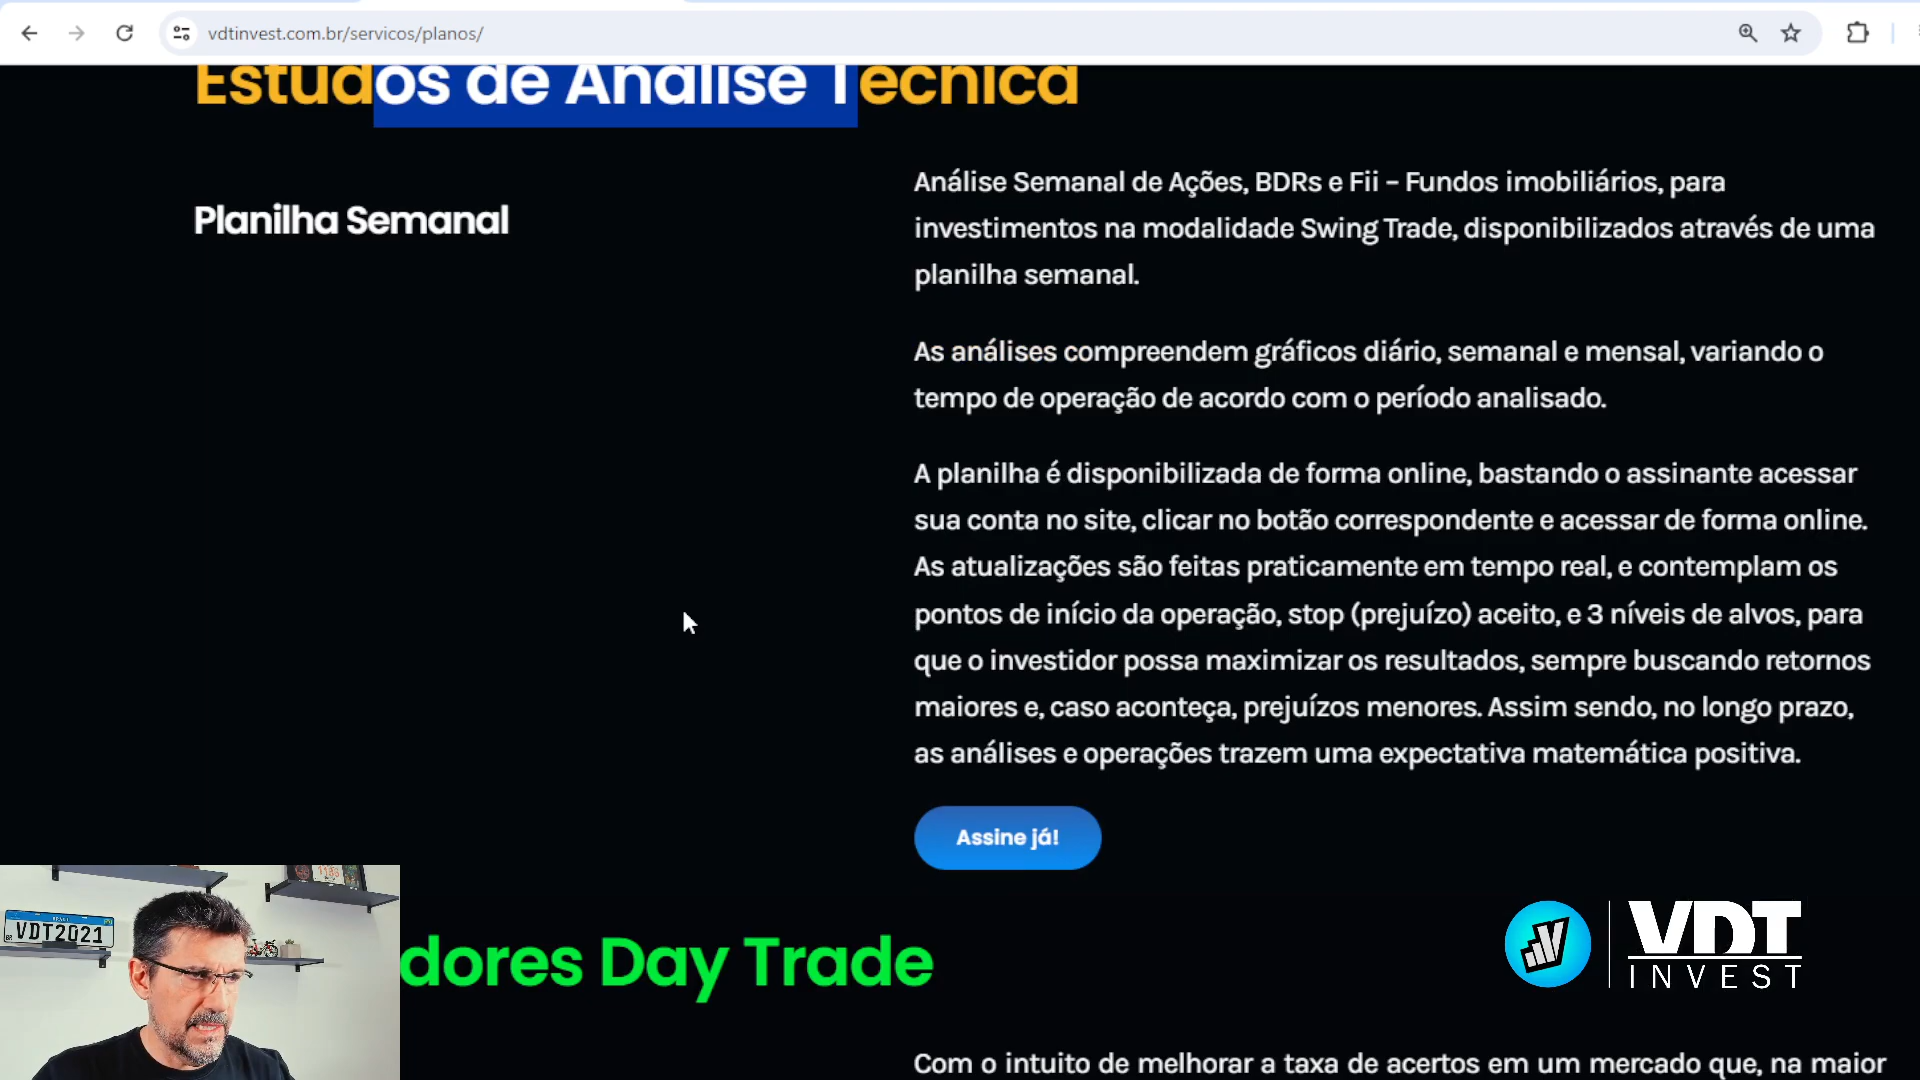 vdtinvest.com.br/servicos/planos/
Estudos de Análise Técnica
Planilha Semanal
Análise Semanal de Ações, BDRs e Fii – Fundos imobiliários, para
investimentos na modalidade Swing Trade, disponibilizados através de uma
planilha semanal.
As análises compreendem gráficos diário, semanal e mensal, variando o
tempo de operação de acordo com o período analisado.
A planilha é disponibilizada de forma online, bastando o assinante acessar
sua conta no site, clicar no botão correspondente e acessar de forma online.
As atualizações são feitas praticamente em tempo real, e contemplam os
pontos de início da operação, stop (prejuízo) aceito, e 3 níveis de alvos, para
que o investidor possa maximizar os resultados, sempre buscando retornos
maiores e, caso aconteça, prejuízos menores. Assim sendo, no longo prazo,
as análises e operações trazem uma expectativa matemática positiva.
Assine já!
VDT2021
dores Day Trade
VDT
INVEST
Com o intuito de melhorar a taxa de acertos em um mercado que, na maior